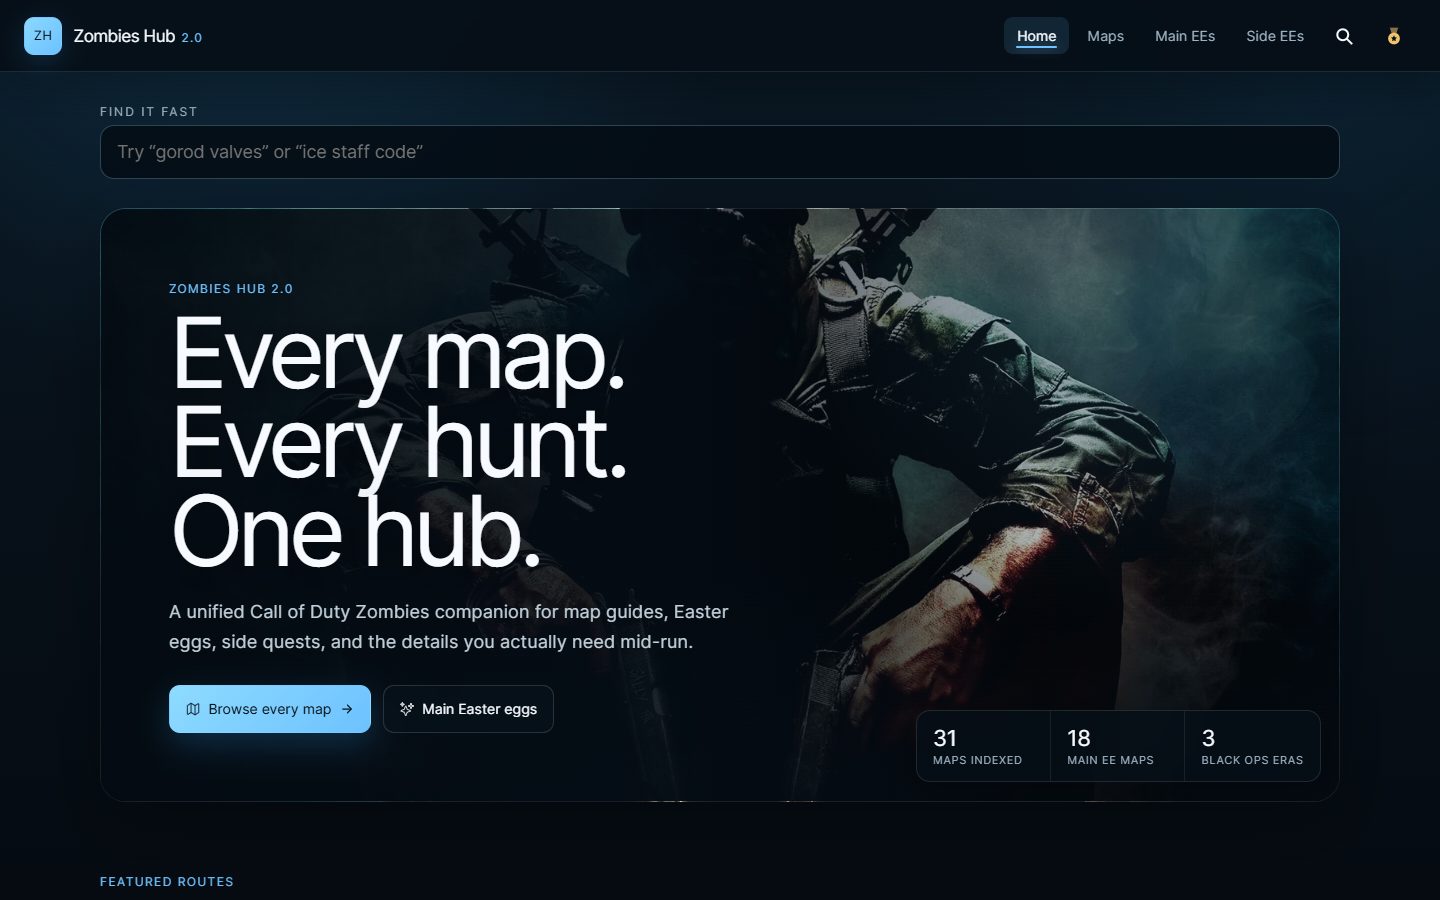 ZH
Zombies Hub 2.0
Home
Maps
Main EEs
Side EEs
FIND IT FAST
Try “gorod valves” or “ice staff code”
ZOMBIES HUB 2.0
Every map.
Every hunt.
One hub.
A unified Call of Duty Zombies companion for map guides, Easter
eggs, side quests, and the details you actually need mid-run.
Browse every map →
Main Easter eggs
31
MAPS INDEXED
18
MAIN EE MAPS
3
BLACK OPS ERAS
FEATURED ROUTES